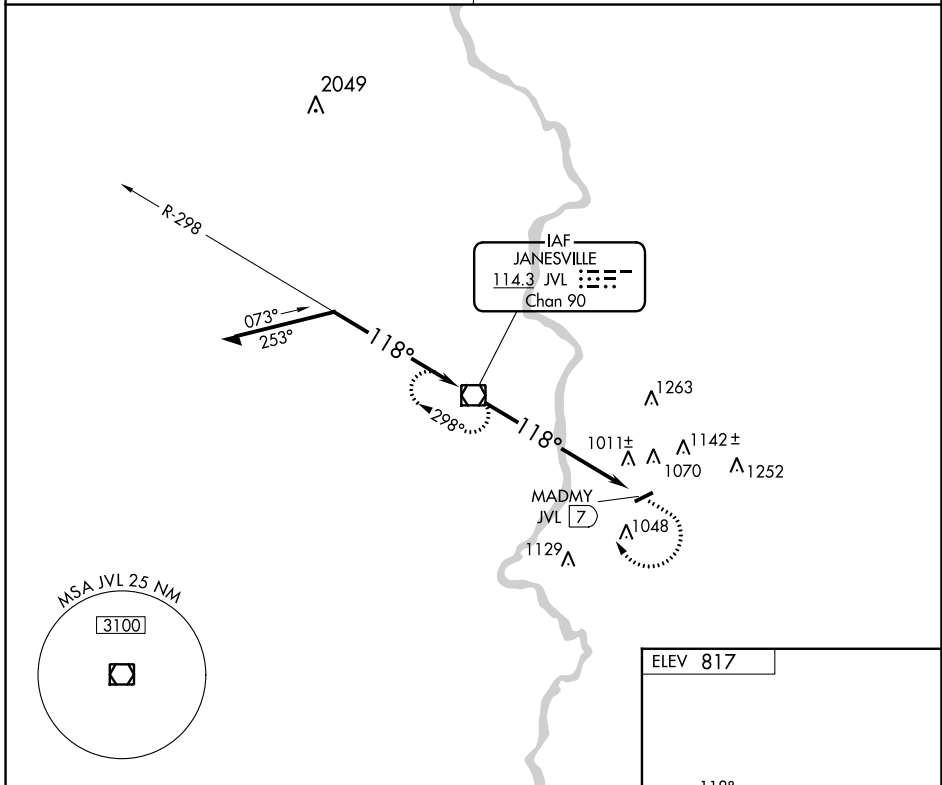 2049
R-298
IAF
JANESVILLE
114.3 JVL
Chan 90
073°
253°
118°
298°
118°
1263
1011±
1142±
1070
1252
MADMY
JVL 7
1048
1129
MSA JVL 25 NM
3100
ELEV 817